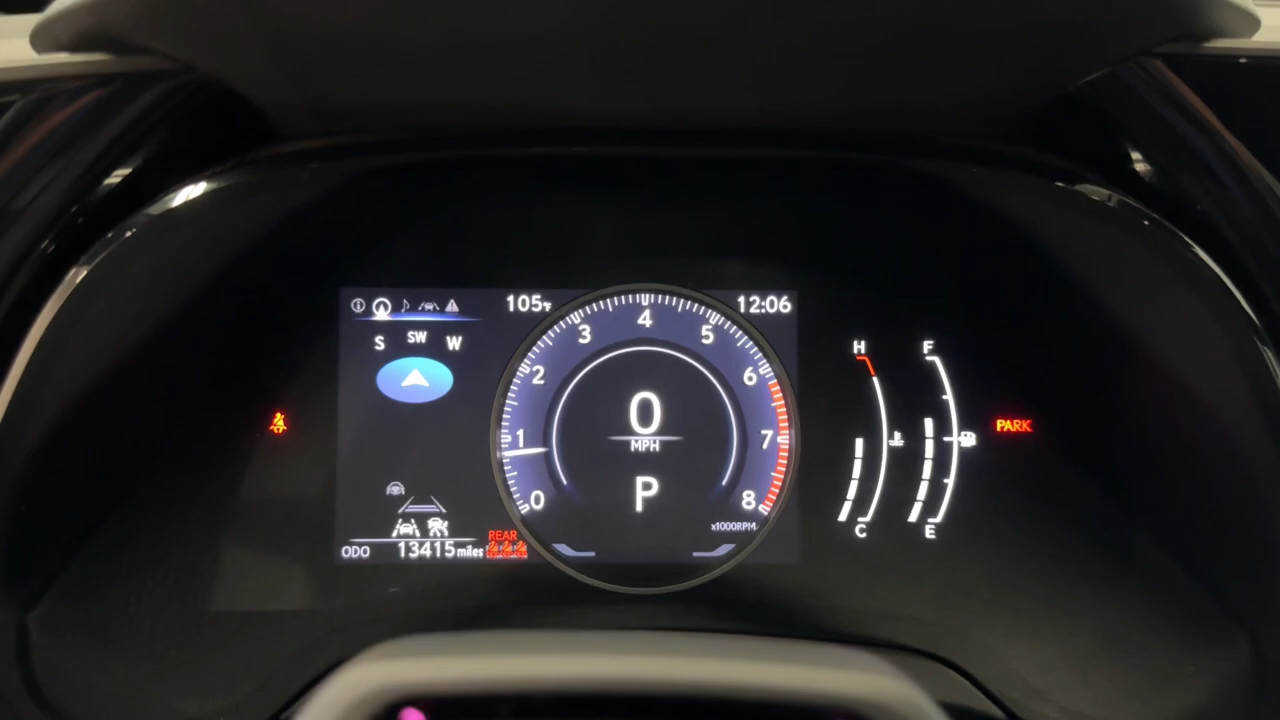 105°F
12:06
S SW W
0
1
2
3
4
5
6
7
8
x1000RPM
0
MPH
P
H
C
F
E
PARK
REAR
ODO 13415 miles